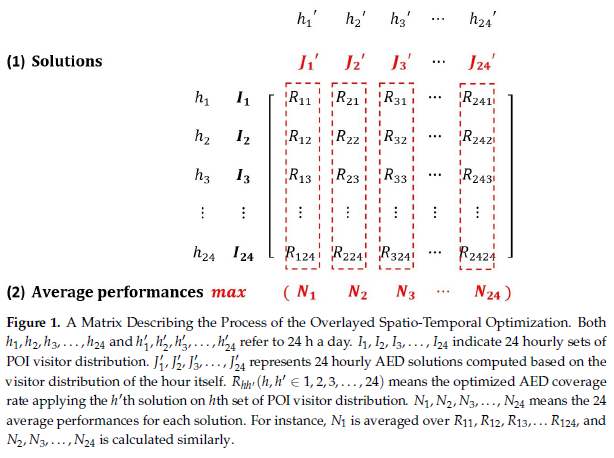 h₁′ h₂′ h₃′ ⋯ h₂₄′
(1) Solutions J₁′ J₂′ J₃′ ⋯ J₂₄′
h₁ I₁ R₁₁ R₂₁ R₃₁ ⋯ R₂₄₁
h₂ I₂ R₁₂ R₂₂ R₃₂ ⋯ R₂₄₂
h₃ I₃ R₁₃ R₂₃ R₃₃ ⋯ R₂₄₃
⋮ ⋮ ⋮ ⋮ ⋮ ⋮
h₂₄ I₂₄ R₁₂₄ R₂₂₄ R₃₂₄ ⋯ R₂₄₂₄
(2) Average performances max ( N₁ N₂ N₃ ⋯ N₂₄ )
Figure 1. A Matrix Describing the Process of the Overlayed Spatio-Temporal Optimization. Both
h₁, h₂, h₃, . . . , h₂₄ and h′₁, h′₂, h′₃, . . . , h′₂₄ refer to 24 h a day. I₁, I₂, I₃, . . . , I₂₄ indicate 24 hourly sets of
POI visitor distribution. J′₁, J′₂, J′₃, . . . , J′₂₄ represents 24 hourly AED solutions computed based on the
visitor distribution of the hour itself. Rhh′(h, h′ ∈ 1, 2, 3, . . . , 24) means the optimized AED coverage
rate applying the h′th solution on hth set of POI visitor distribution. N₁, N₂, N₃, . . . , N₂₄ means the 24
average performances for each solution. For instance, N₁ is averaged over R₁₁, R₁₂, R₁₃, . . . R₁₂₄, and
N₂, N₃, . . . , N₂₄ is calculated similarly.